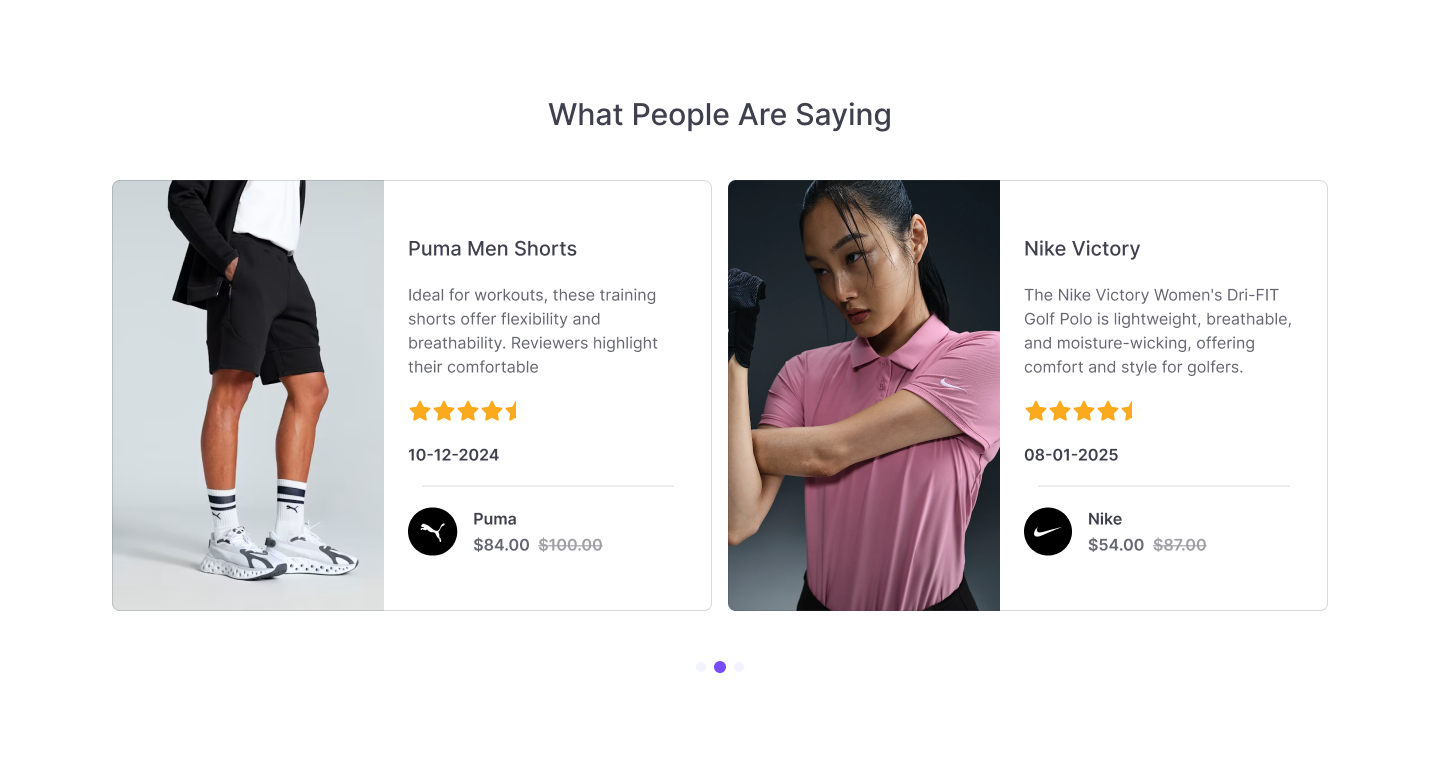 What People Are Saying
Puma Men Shorts
Ideal for workouts, these training
shorts offer flexibility and
breathability. Reviewers highlight
their comfortable
10-12-2024
Puma
$84.00 $100.00
Nike Victory
The Nike Victory Women's Dri-FIT
Golf Polo is lightweight, breathable,
and moisture-wicking, offering
comfort and style for golfers.
08-01-2025
Nike
$54.00 $87.00